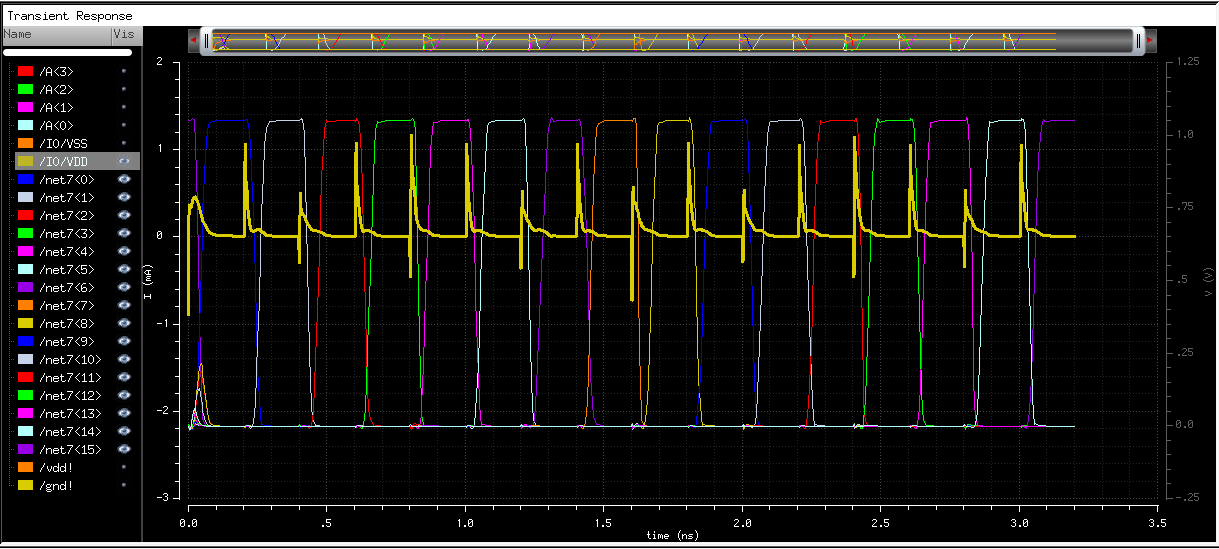 Transient Response
Name Vis
/A<3>
/A<2>
/A<1>
/A<0>
/I0/VSS
/I0/VDD
/net7<0>
/net7<1>
/net7<2>
/net7<3>
/net7<4>
/net7<5>
/net7<6>
/net7<7>
/net7<8>
/net7<9>
/net7<10>
/net7<11>
/net7<12>
/net7<13>
/net7<14>
/net7<15>
/vdd!
/gnd!
2
1
0
-1
-2
-3
I (mA)
1.25
1.0
.75
.5
.25
0.0
-.25
V (V)
0.0 .5 1.0 1.5 2.0 2.5 3.0 3.5
time (ns)